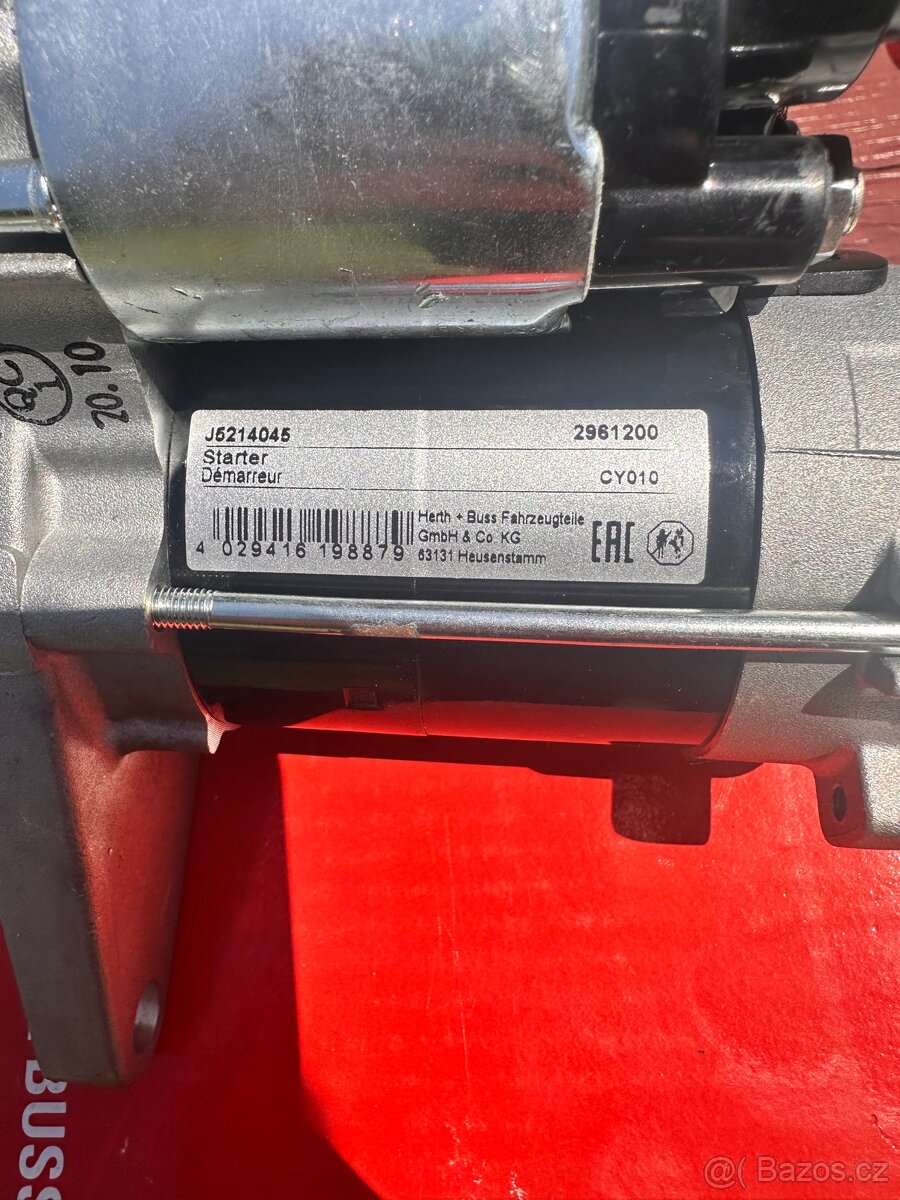 QC
1
20.10
J5214045 2961200
Starter
Démarreur CY010
4 029416 198879
Herth + Buss Fahrzeugteile
GmbH & Co. KG
63131 Heusenstamm
EAC
BUSS
@( Bazos.cz